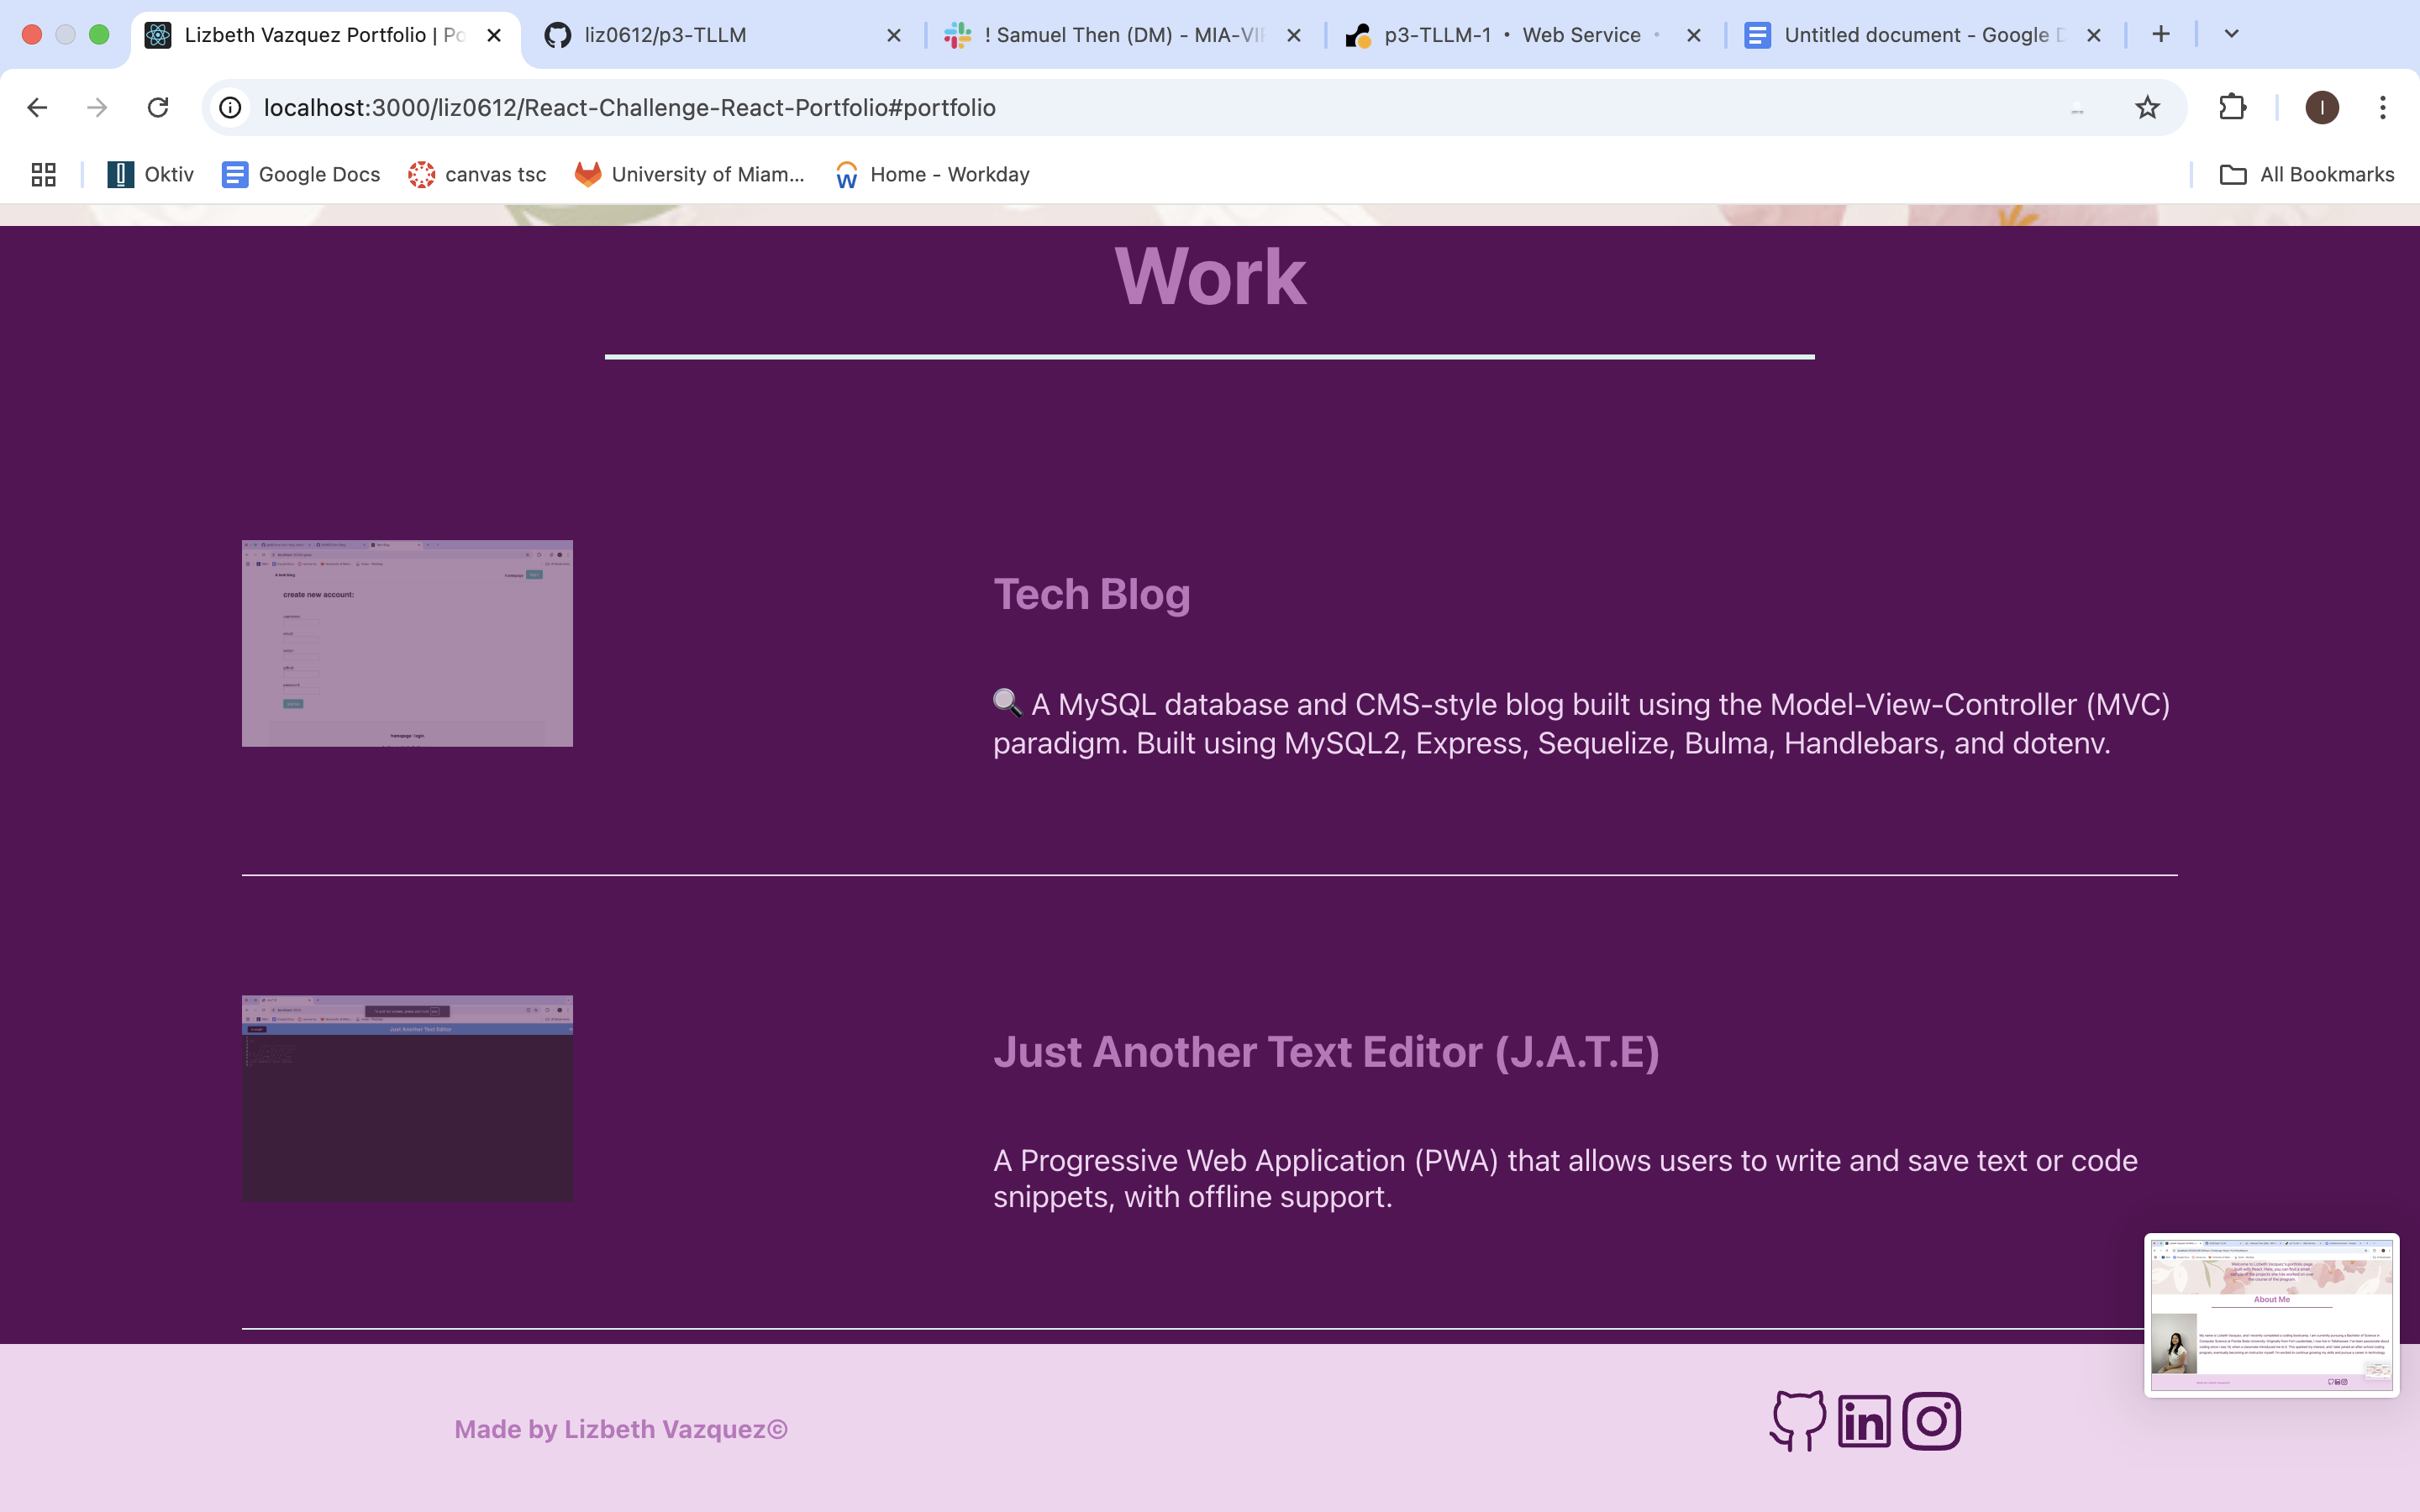 Lizbeth Vazquez Portfolio | Po
liz0612/p3-TLLM
! Samuel Then (DM) - MIA-VI
p3-TLLM-1 • Web Service •
Untitled document - Google D
localhost:3000/liz0612/React-Challenge-React-Portfolio#portfolio
I
Oktiv
Google Docs
canvas tsc
University of Miam...
Home - Workday
All Bookmarks
Work
create new account:
Tech Blog
🔍 A MySQL database and CMS-style blog built using the Model-View-Controller (MVC)
paradigm. Built using MySQL2, Express, Sequelize, Bulma, Handlebars, and dotenv.
Just Another Text Editor
Just Another Text Editor (J.A.T.E)
A Progressive Web Application (PWA) that allows users to write and save text or code
snippets, with offline support.
About Me
Made by Lizbeth Vazquez©
in